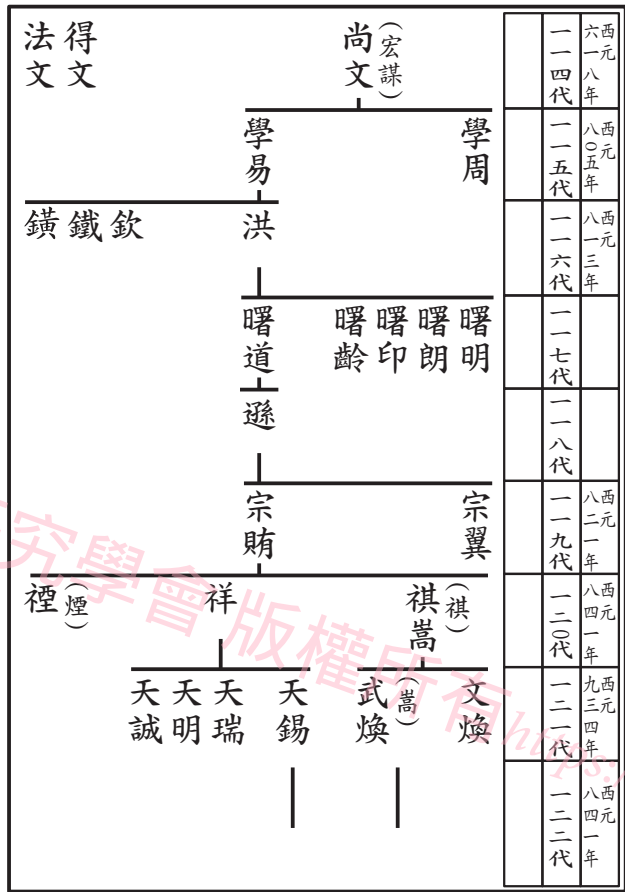 西元六一八年
一一四代
尚文
(宏謀)
得文
法文
西元八〇五年
一一五代
學周
學易
西元八一三年
一一六代
洪
欽
鐵
鐄
一一七代
曙明
曙朗
曙印
曙齡
曙道
一一八代
遜
西元八二一年
一一九代
宗翼
宗賄
西元八四一年
一二〇代
(祺)
祺嵩
祥
(煙)
禋
西元九三四年
一二一代
文煥
(嵩)
武煥
天錫
天瑞
天明
天誠
西元八四一年
一二二代
究學會 版權所有https:/